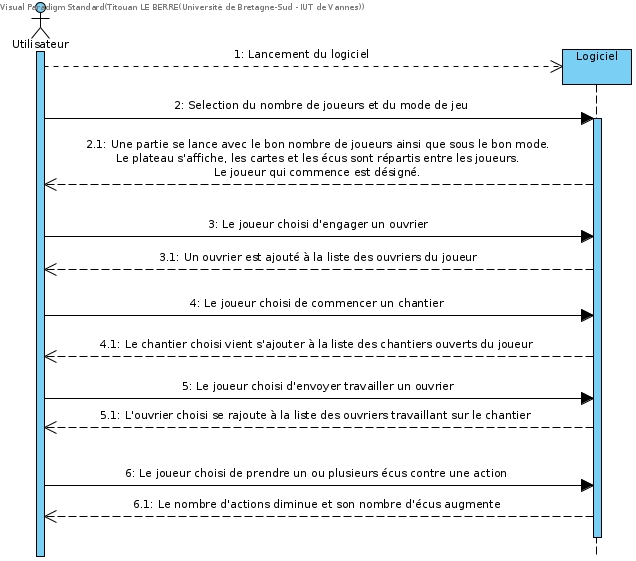 Visual Paradigm Standard(Titouan LE BERRE(Université de Bretagne-Sud - IUT de Vannes))
Utilisateur
1: Lancement du logiciel
Logiciel
2: Selection du nombre de joueurs et du mode de jeu
2.1: Une partie se lance avec le bon nombre de joueurs ainsi que sous le bon mode.
Le plateau s'affiche, les cartes et les écus sont répartis entre les joueurs.
Le joueur qui commence est désigné.
3: Le joueur choisi d'engager un ouvrier
3.1: Un ouvrier est ajouté à la liste des ouvriers du joueur
4: Le joueur choisi de commencer un chantier
4.1: Le chantier choisi vient s'ajouter à la liste des chantiers ouverts du joueur
5: Le joueur choisi d'envoyer travailler un ouvrier
5.1: L'ouvrier choisi se rajoute à la liste des ouvriers travaillant sur le chantier
6: Le joueur choisi de prendre un ou plusieurs écus contre une action
6.1: Le nombre d'actions diminue et son nombre d'écus augmente